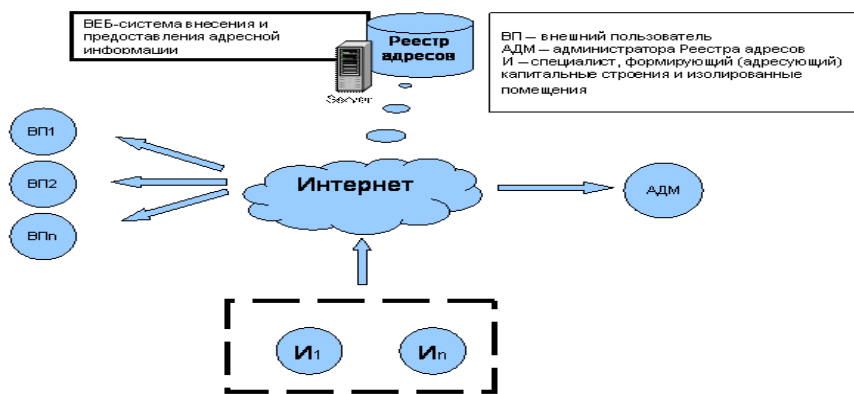 ВЕБ-система внесения и
предоставления адресной
информации
Реестр
адресов
Server
ВП – внешний пользователь
АДМ – администратора Реестра адресов
И – специалист, формирующий (адресующий)
капитальные строения и изолированные
помещения
ВП1
ВП2
ВПn
Интернет
АДМ
И1
Иn